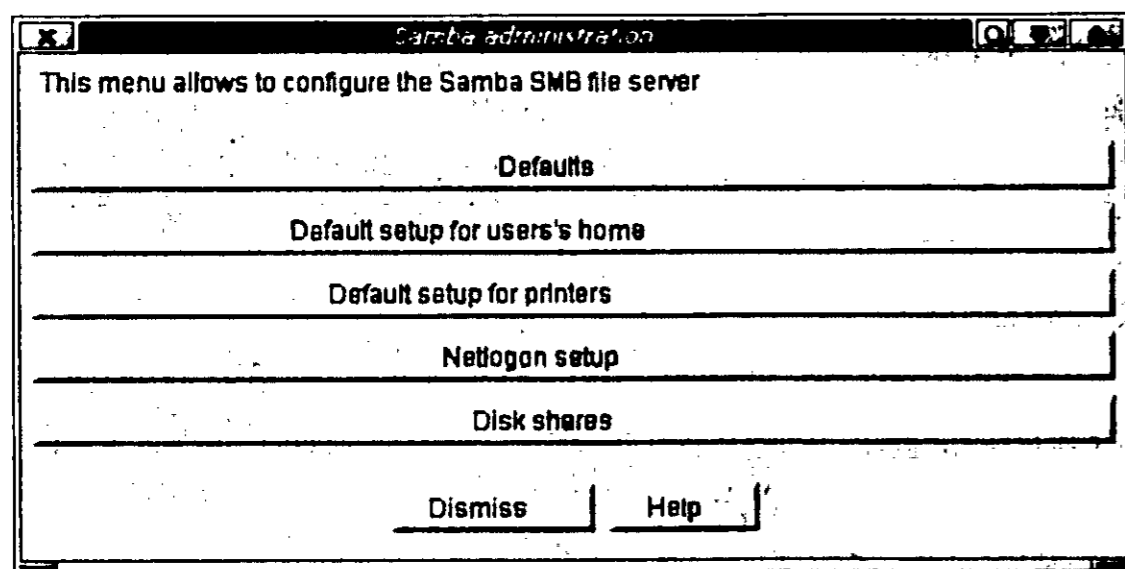 Samba administration
This menu allows to configure the Samba SMB file server
Defaults
Default setup for users's home
Default setup for printers
Netlogon setup
Disk shares
Dismiss Help